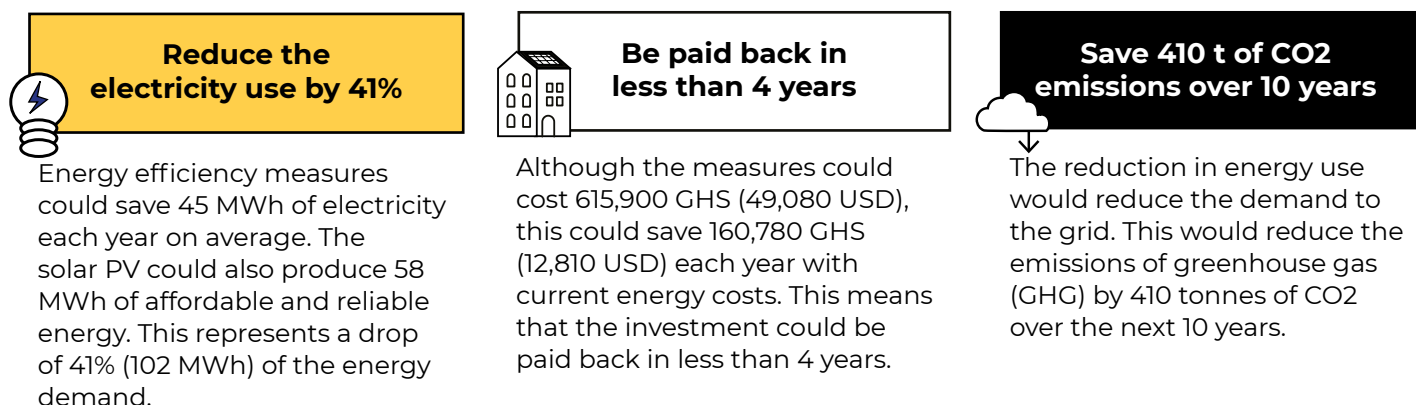 Reduce the
electricity use by 41%
Energy efficiency measures
could save 45 MWh of electricity
each year on average. The
solar PV could also produce 58
MWh of affordable and reliable
energy. This represents a drop
of 41% (102 MWh) of the energy
demand.
Be paid back in
less than 4 years
Although the measures could
cost 615,900 GHS (49,080 USD),
this could save 160,780 GHS
(12,810 USD) each year with
current energy costs. This means
that the investment could be
paid back in less than 4 years.
Save 410 t of CO2
emissions over 10 years
The reduction in energy use
would reduce the demand to
the grid. This would reduce the
emissions of greenhouse gas
(GHG) by 410 tonnes of CO2
over the next 10 years.